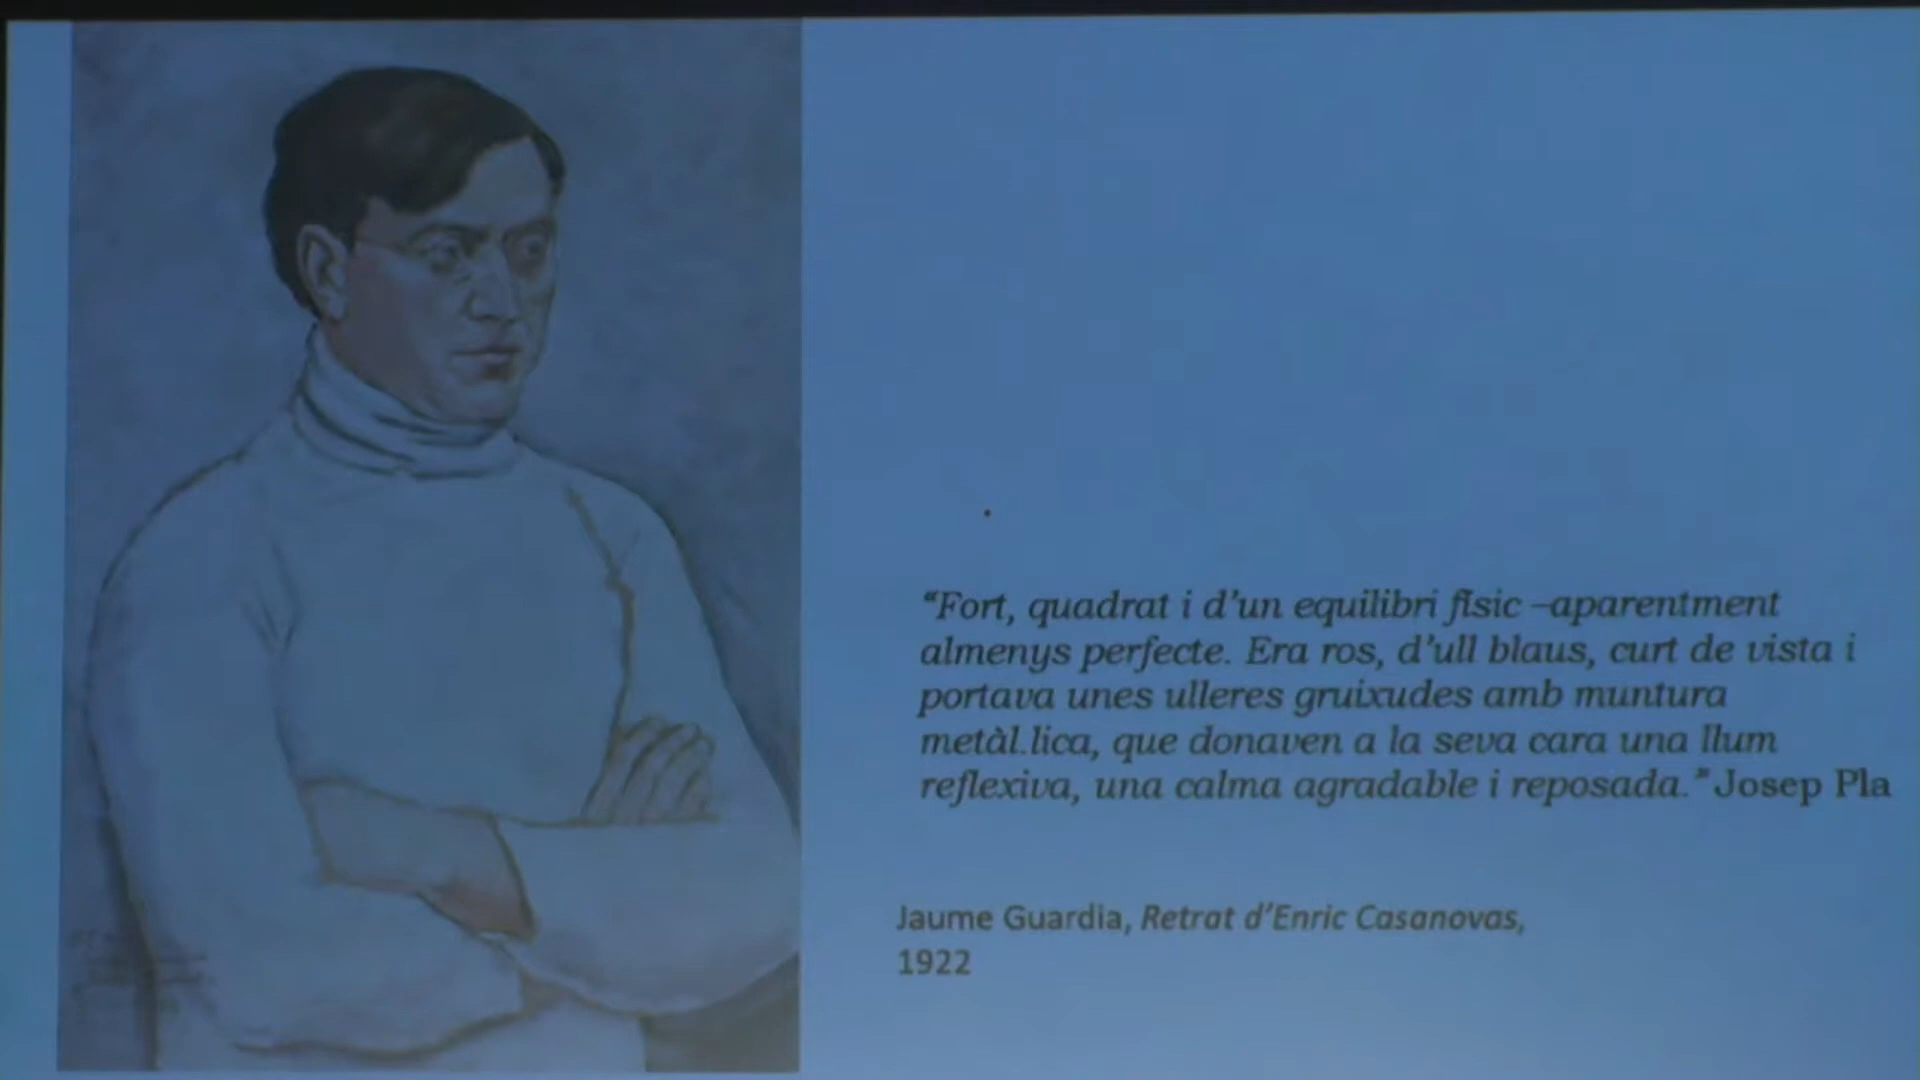 “Fort, quadrat i d’un equilibri físic –aparentment
almenys perfecte. Era ros, d’ull blaus, curt de vista i
portava unes ulleres gruixudes amb muntura
metàl.lica, que donaven a la seva cara una llum
reflexiva, una calma agradable i reposada.” Josep Pla
Jaume Guardia, Retrat d’Enric Casanovas,
1922